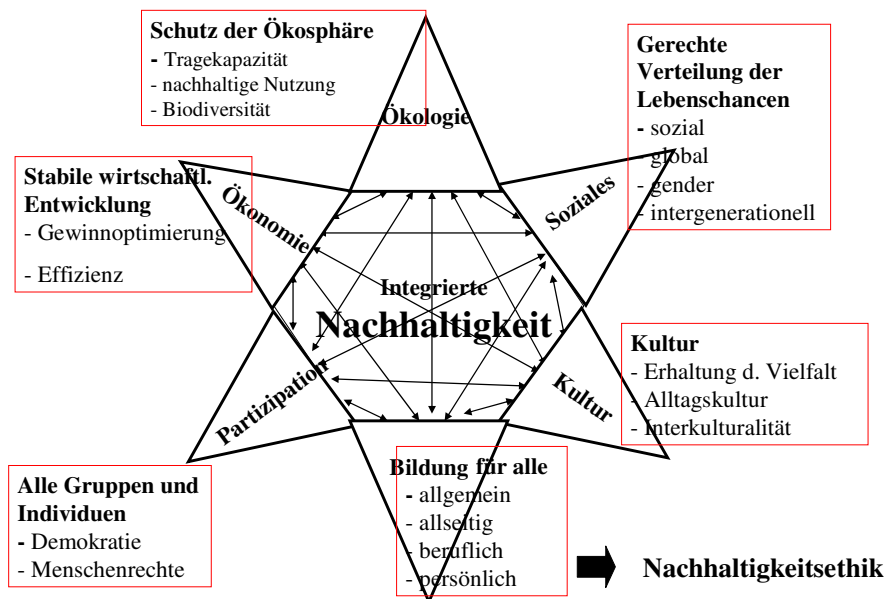 Schutz der Ökosphäre
- Tragekapazität
- nachhaltige Nutzung
- Biodiversität
Ökologie
Gerechte
Verteilung der
Lebenschancen
- sozial
- global
- gender
- intergenerationell
Soziales
Stabile wirtschaftl.
Entwicklung
- Gewinnoptimierung
- Effizienz
Ökonomie
Integrierte
Nachhaltigkeit
Kultur
- Erhaltung d. Vielfalt
- Alltagskultur
- Interkulturalität
Kultur
Partizipation
Alle Gruppen und
Individuen
- Demokratie
- Menschenrechte
Bildung für alle
- allgemein
- allseitig
- beruflich
- persönlich
Nachhaltigkeitsethik